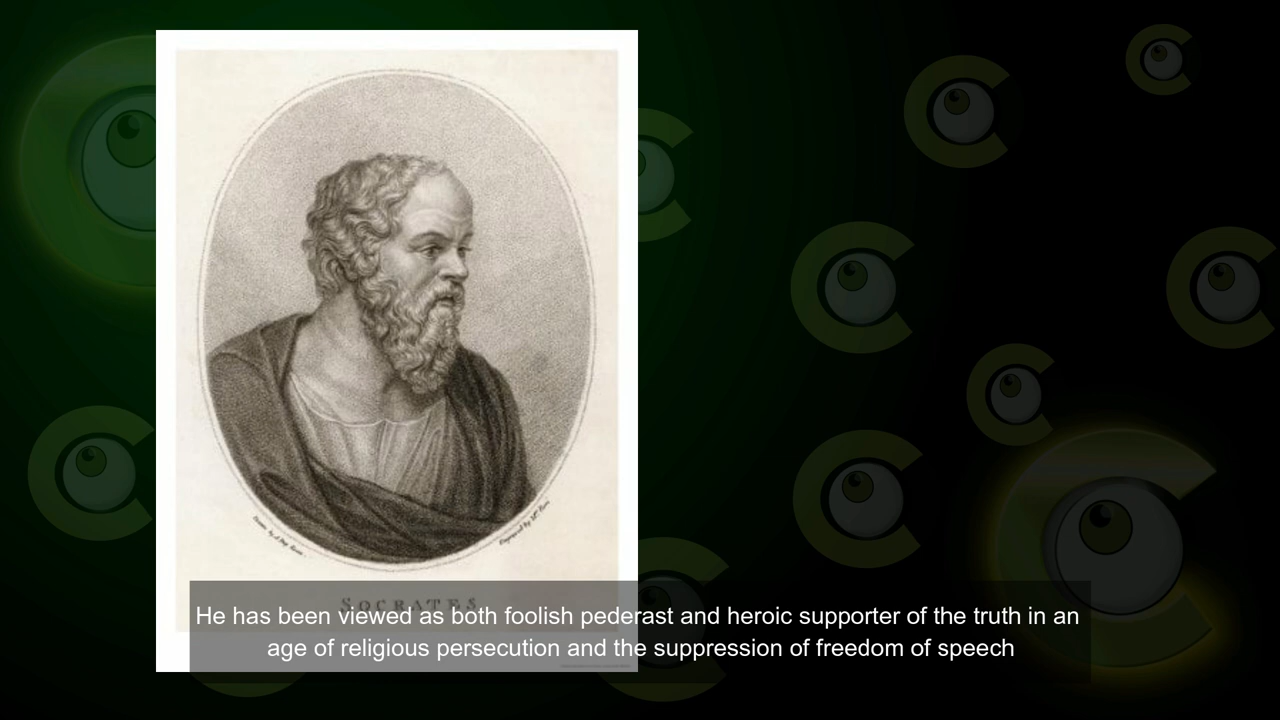 SOCRATES
He has been viewed as both foolish pederast and heroic supporter of the truth in an
age of religious persecution and the suppression of freedom of speech